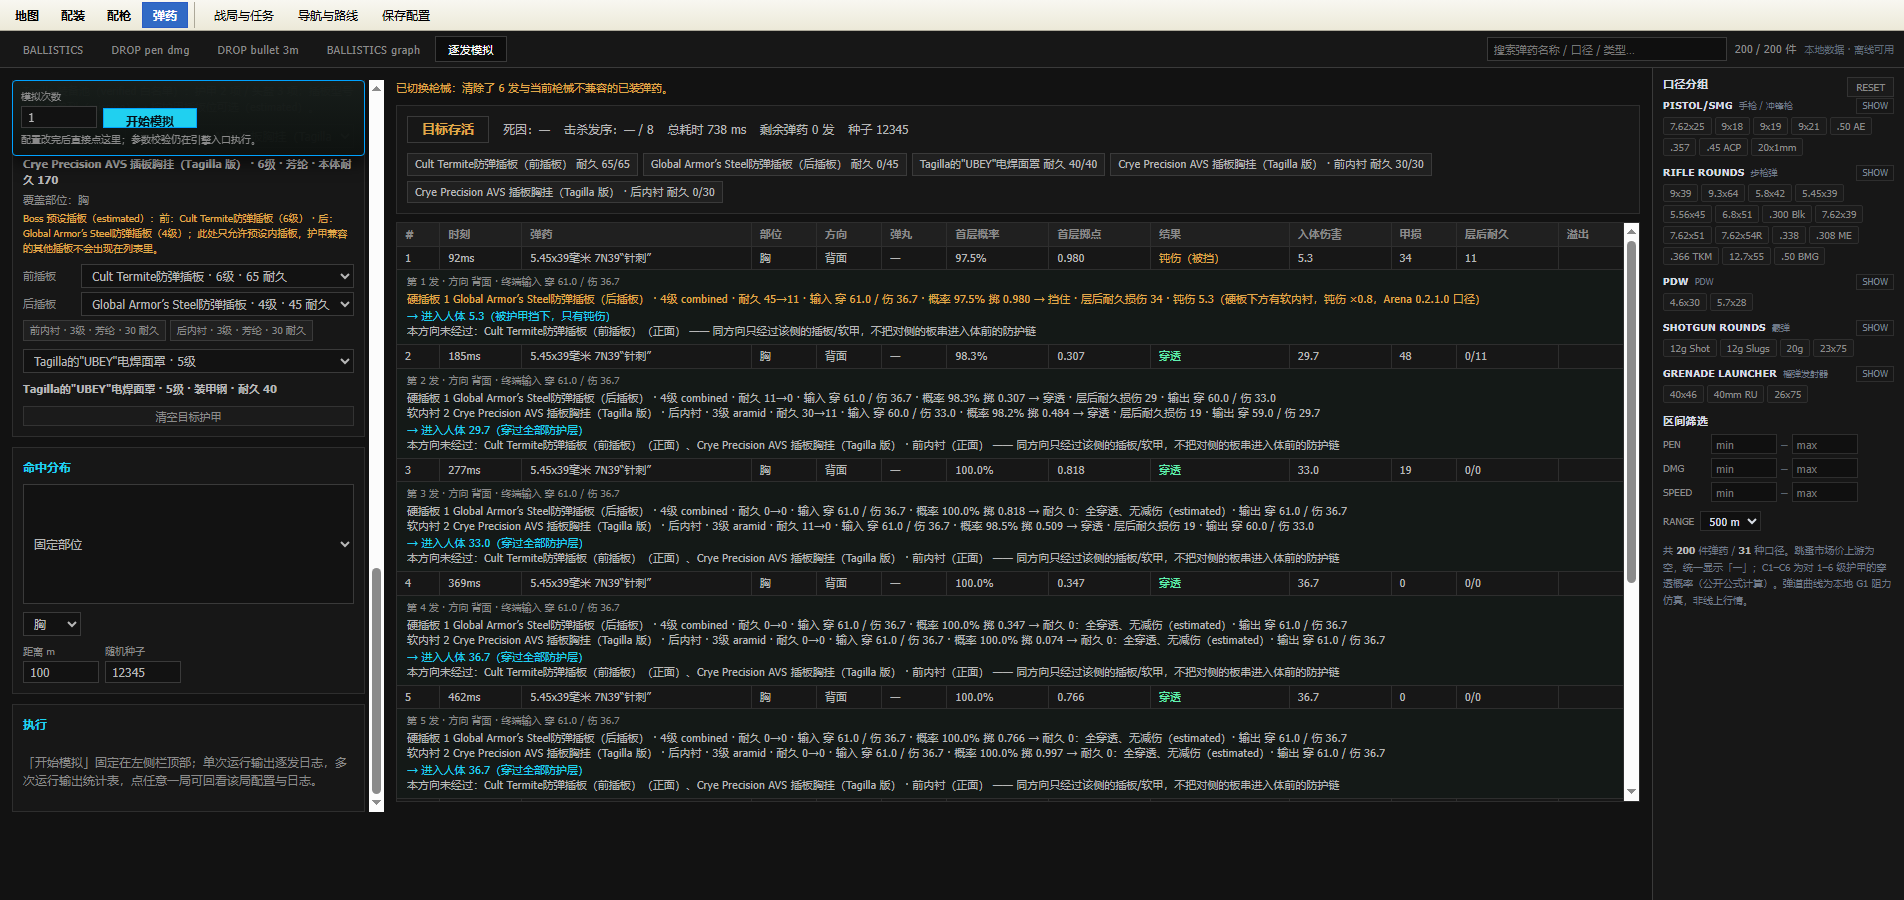 地图 配装 配枪 弹药 战局与任务 导航与路线 保存配置
BALLISTICS DROP pen dmg DROP bullet 3m BALLISTICS graph 逐发模拟 搜索弹药名称 / 口径 / 类型... 200 / 200 件 本地数据 · 离线可用
模拟次数
1 开始模拟
配置改完后直接点这里；参数校验仍在引擎入口执行。
Crye Precision AVS 插板胸挂（Tagilla 版） · 6级 · 芳纶 · 本体耐
久 170
覆盖部位：胸
Boss 预设插板（estimated）：前：Cult Termite防弹插板（6级） · 后：
Global Armor's Steel防弹插板（4级）；此处只允许预设内插板，护甲兼容
的其他插板不会出现在列表里。
前插板 Cult Termite防弹插板 · 6级 · 65 耐久
后插板 Global Armor's Steel防弹插板 · 4级 · 45 耐久
前内衬 · 3级 · 芳纶 · 30 耐久 后内衬 · 3级 · 芳纶 · 30 耐久
Tagilla的"UBEY"电焊面罩 · 5级
Tagilla的"UBEY"电焊面罩 · 5级 · 装甲钢 · 耐久 40
清空目标护甲
命中分布
固定部位
胸
距离 m 随机种子
100 12345
执行
「开始模拟」固定在左侧栏顶部；单次运行输出逐发日志，多
次运行输出统计表，点任意一局可回看该局配置与日志。
已切换枪械：清除了 6 发与当前枪械不兼容的已装弹药。
目标存活 死因：— 击杀发序：— / 8 总耗时 738 ms 剩余弹药 0 发 种子 12345
Cult Termite防弹插板（前插板） 耐久 65/65 Global Armor's Steel防弹插板（后插板） 耐久 0/45 Tagilla的"UBEY"电焊面罩 耐久 40/40 Crye Precision AVS 插板胸挂（Tagilla 版） · 前内衬 耐久 30/30
Crye Precision AVS 插板胸挂（Tagilla 版） · 后内衬 耐久 0/30
# 时刻 弹药 部位 方向 弹丸 首层概率 首层掷点 结果 入体伤害 甲损 层后耐久 溢出
1 92ms 5.45x39毫米 7N39"针刺" 胸 背面 — 97.5% 0.980 钝伤（被挡） 5.3 34 11
第 1 发 · 方向 背面 · 终端输入 穿 61.0 / 伤 36.7
硬插板 1 Global Armor's Steel防弹插板（后插板） · 4级 combined · 耐久 45→11 · 输入 穿 61.0 / 伤 36.7 · 概率 97.5% 掷 0.980 → 挡住 · 层后耐久损伤 34 · 钝伤 5.3（硬板下方有软内衬，钝伤 ×0.8，Arena 0.2.1.0 口径）
→ 进入人体 5.3（被护甲挡下，只有钝伤）
本方向未经过：Cult Termite防弹插板（前插板）（正面） —— 同方向只经过该侧的插板/软甲，不把对侧的板串进入体前的防护链
2 185ms 5.45x39毫米 7N39"针刺" 胸 背面 — 98.3% 0.307 穿透 29.7 48 0/11
第 2 发 · 方向 背面 · 终端输入 穿 61.0 / 伤 36.7
硬插板 1 Global Armor's Steel防弹插板（后插板） · 4级 combined · 耐久 11→0 · 输入 穿 61.0 / 伤 36.7 · 概率 98.3% 掷 0.307 → 穿透 · 层后耐久损伤 29 · 输出 穿 60.0 / 伤 33.0
软内衬 2 Crye Precision AVS 插板胸挂（Tagilla 版） · 后内衬 · 3级 aramid · 耐久 30→11 · 输入 穿 60.0 / 伤 33.0 · 概率 98.2% 掷 0.484 → 穿透 · 层后耐久损伤 19 · 输出 穿 59.0 / 伤 29.7
→ 进入人体 29.7（穿过全部防护层）
本方向未经过：Cult Termite防弹插板（前插板）（正面）、Crye Precision AVS 插板胸挂（Tagilla 版） · 前内衬（正面） —— 同方向只经过该侧的插板/软甲，不把对侧的板串进入体前的防护链
3 277ms 5.45x39毫米 7N39"针刺" 胸 背面 — 100.0% 0.818 穿透 33.0 19 0/0
第 3 发 · 方向 背面 · 终端输入 穿 61.0 / 伤 36.7
硬插板 1 Global Armor's Steel防弹插板（后插板） · 4级 combined · 耐久 0→0 · 输入 穿 61.0 / 伤 36.7 · 概率 100.0% 掷 0.818 → 耐久 0：全穿透、无减伤（estimated） · 输出 穿 61.0 / 伤 36.7
软内衬 2 Crye Precision AVS 插板胸挂（Tagilla 版） · 后内衬 · 3级 aramid · 耐久 11→0 · 输入 穿 61.0 / 伤 36.7 · 概率 98.5% 掷 0.509 → 穿透 · 层后耐久损伤 19 · 输出 穿 60.0 / 伤 33.0
→ 进入人体 33.0（穿过全部防护层）
本方向未经过：Cult Termite防弹插板（前插板）（正面）、Crye Precision AVS 插板胸挂（Tagilla 版） · 前内衬（正面） —— 同方向只经过该侧的插板/软甲，不把对侧的板串进入体前的防护链
4 369ms 5.45x39毫米 7N39"针刺" 胸 背面 — 100.0% 0.347 穿透 36.7 0 0/0
第 4 发 · 方向 背面 · 终端输入 穿 61.0 / 伤 36.7
硬插板 1 Global Armor's Steel防弹插板（后插板） · 4级 combined · 耐久 0→0 · 输入 穿 61.0 / 伤 36.7 · 概率 100.0% 掷 0.347 → 耐久 0：全穿透、无减伤（estimated） · 输出 穿 61.0 / 伤 36.7
软内衬 2 Crye Precision AVS 插板胸挂（Tagilla 版） · 后内衬 · 3级 aramid · 耐久 0→0 · 输入 穿 61.0 / 伤 36.7 · 概率 100.0% 掷 0.074 → 耐久 0：全穿透、无减伤（estimated） · 输出 穿 61.0 / 伤 36.7
→ 进入人体 36.7（穿过全部防护层）
本方向未经过：Cult Termite防弹插板（前插板）（正面）、Crye Precision AVS 插板胸挂（Tagilla 版） · 前内衬（正面） —— 同方向只经过该侧的插板/软甲，不把对侧的板串进入体前的防护链
5 462ms 5.45x39毫米 7N39"针刺" 胸 背面 — 100.0% 0.766 穿透 36.7 0 0/0
第 5 发 · 方向 背面 · 终端输入 穿 61.0 / 伤 36.7
硬插板 1 Global Armor's Steel防弹插板（后插板） · 4级 combined · 耐久 0→0 · 输入 穿 61.0 / 伤 36.7 · 概率 100.0% 掷 0.766 → 耐久 0：全穿透、无减伤（estimated） · 输出 穿 61.0 / 伤 36.7
软内衬 2 Crye Precision AVS 插板胸挂（Tagilla 版） · 后内衬 · 3级 aramid · 耐久 0→0 · 输入 穿 61.0 / 伤 36.7 · 概率 100.0% 掷 0.997 → 耐久 0：全穿透、无减伤（estimated） · 输出 穿 61.0 / 伤 36.7
→ 进入人体 36.7（穿过全部防护层）
本方向未经过：Cult Termite防弹插板（前插板）（正面）、Crye Precision AVS 插板胸挂（Tagilla 版） · 前内衬（正面） —— 同方向只经过该侧的插板/软甲，不把对侧的板串进入体前的防护链
口径分组 RESET
PISTOL/SMG 手枪 / 冲锋枪 SHOW
7.62x25 9x18 9x19 9x21 .50 AE
.357 .45 ACP 20x1mm
RIFLE ROUNDS 步枪弹 SHOW
9x39 9.3x64 5.8x42 5.45x39
5.56x45 6.8x51 .300 Blk 7.62x39
7.62x51 7.62x54R .338 .308 ME
.366 TKM 12.7x55 .50 BMG
PDW PDW SHOW
4.6x30 5.7x28
SHOTGUN ROUNDS 霰弹 SHOW
12g Shot 12g Slugs 20g 23x75
GRENADE LAUNCHER 榴弹发射器 SHOW
40x46 40mm RU 26x75
区间筛选
PEN min — max
DMG min — max
SPEED min — max
RANGE 500 m
共 200 件弹药 / 31 种口径。跳蚤市场价上游为
空，统一显示「—」；C1–C6 为对 1–6 级护甲的穿
透概率（公开公式计算）。弹道曲线为本地 G1 阻力
仿真，非线上行情。